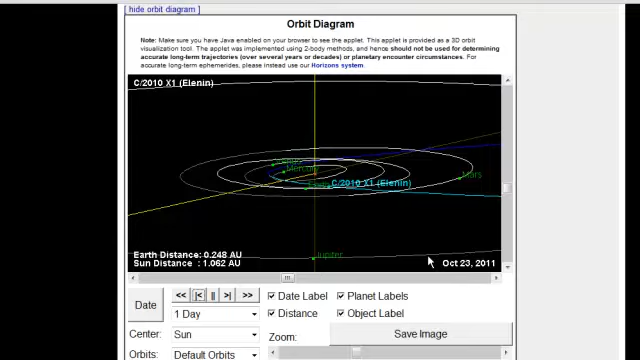 [ hide orbit diagram ]
Orbit Diagram
Note: Make sure you have Java enabled on your browser to see the applet. This applet is provided as a 3D orbit
visualization tool. The applet was implemented using 2-body methods, and hence should not be used for determining
accurate long-term trajectories (over several years or decades) or planetary encounter circumstances. For
accurate long-term ephemerides, please instead use our Horizons system.
C/2010 X1 (Elenin)
Mercury
C/2010 X1 (Elenin)
Mars
Jupiter
Earth Distance: 0.248 AU
Sun Distance : 1.062 AU
Oct 23, 2011
Date
<< |< || >| >>
Date Label
Planet Labels
1 Day
Distance
Object Label
Center:
Sun
Zoom:
Save Image
Orbits:
Default Orbits